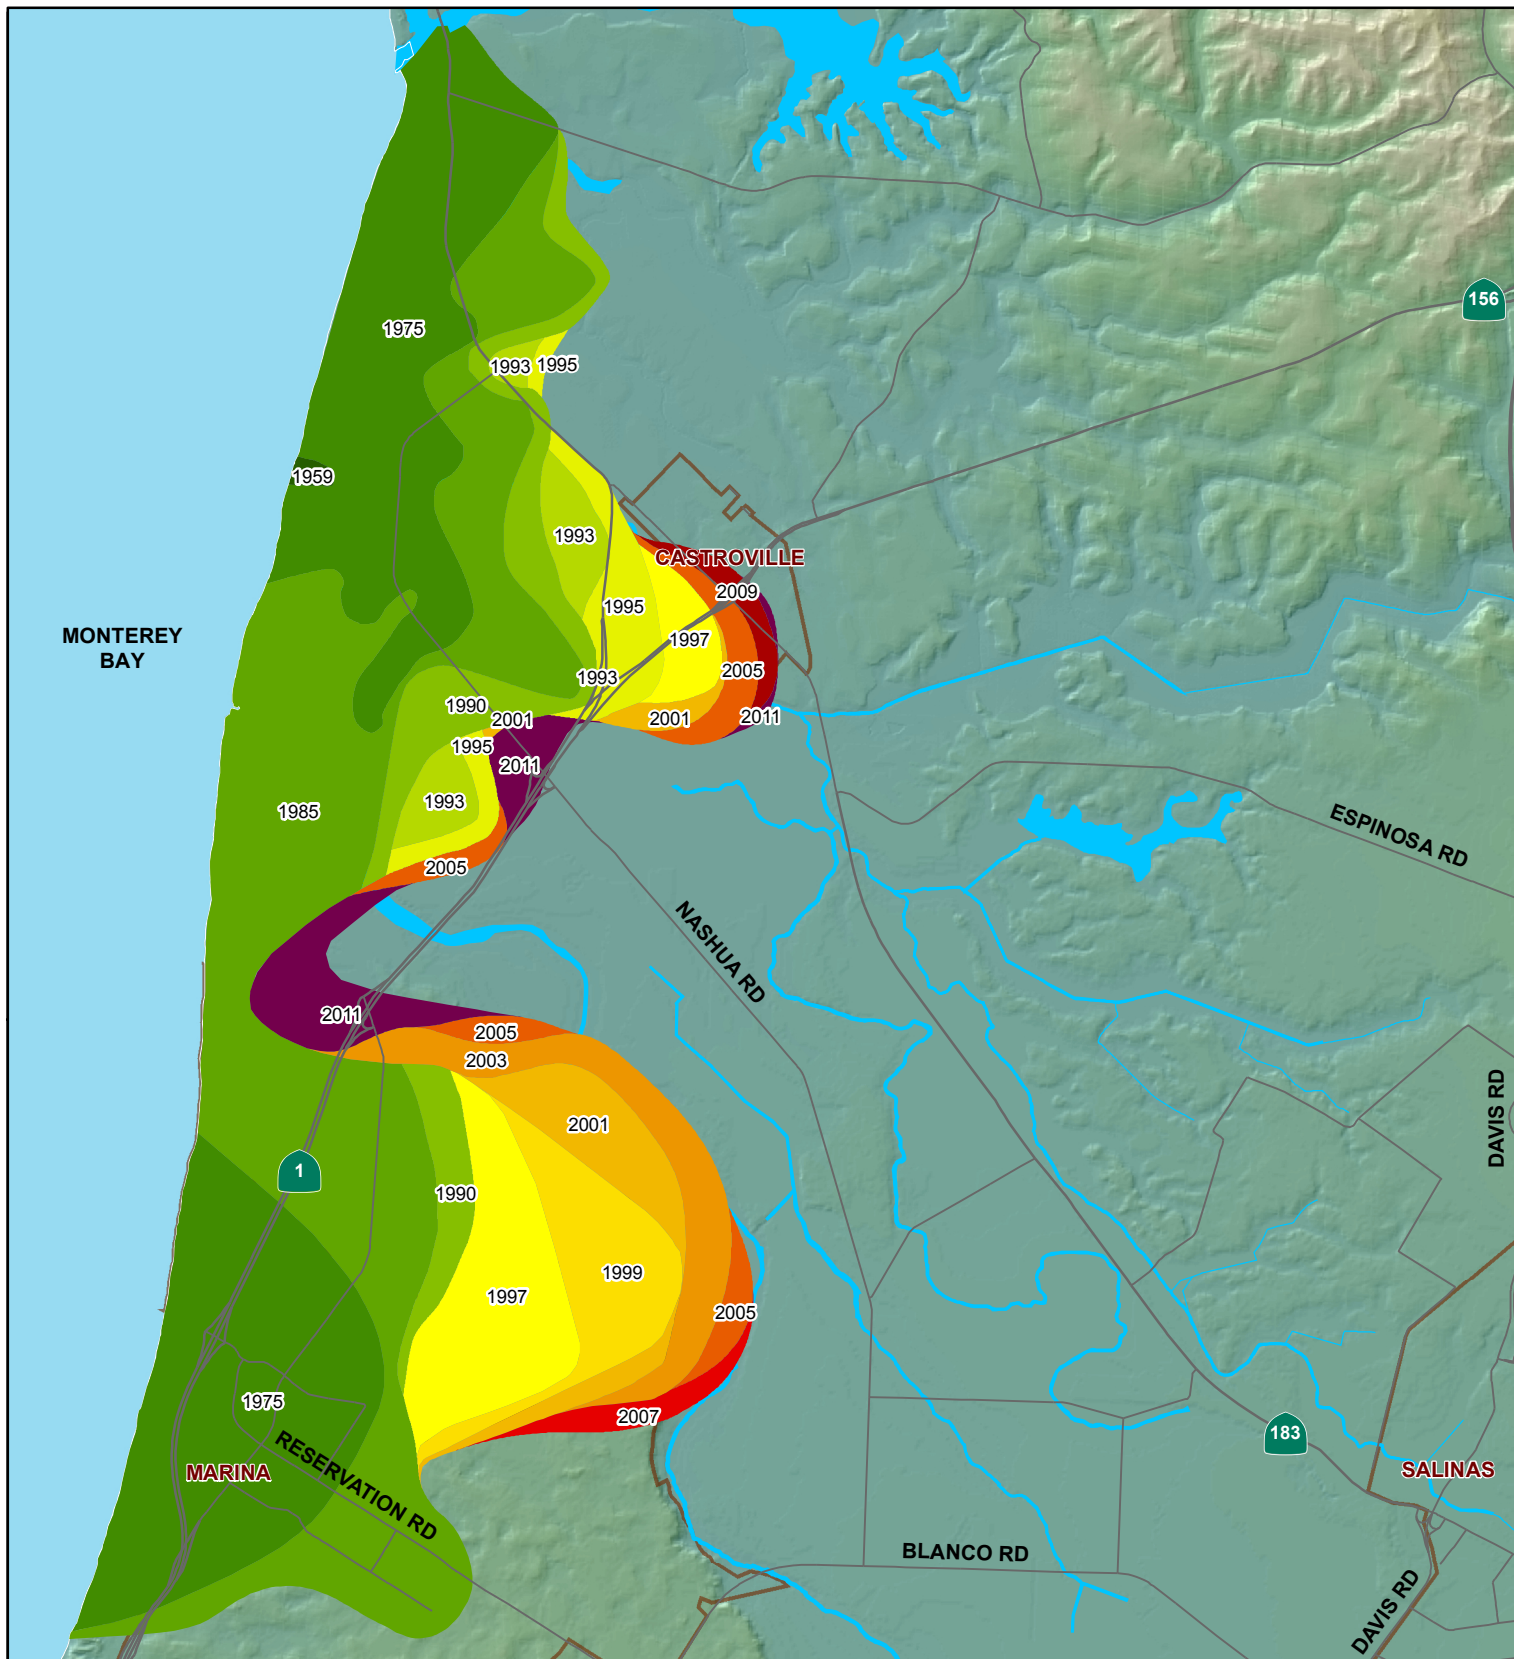 156
1975
1993
1995
1959
1993
CASTROVILLE
2009
1995
MONTEREY
BAY
1997
2005
1993
1990
2001
2001
2011
1995
2011
1993
1985
ESPINOSA RD
2005
NASHUA RD
2011
2005
2003
2001
DAVIS RD
1
1990
1999
1997
2005
1975
2007
183
RESERVATION RD
MARINA
SALINAS
BLANCO RD
DAVIS RD